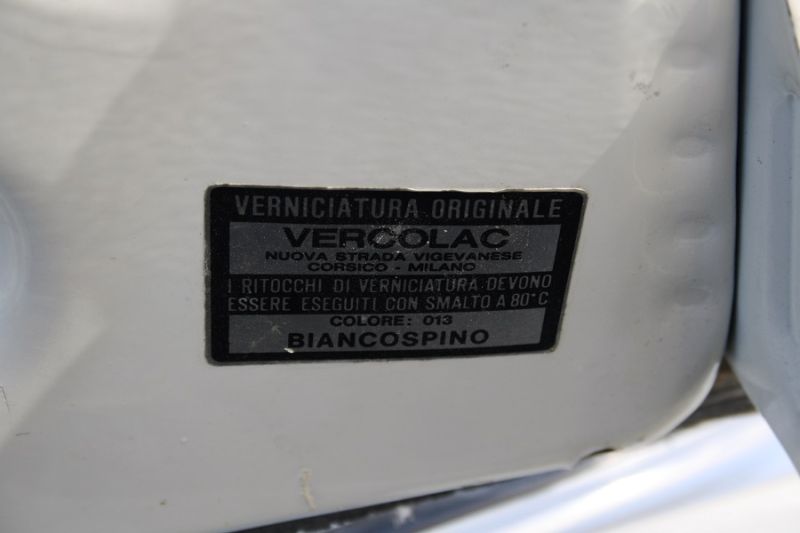 VERNICIATURA ORIGINALE
VERCOLAC
NUOVA STRADA VIGEVANESE
CORSICO - MILANO
I RITOCCHI DI VERNICIATURA DEVONO
ESSERE ESEGUITI CON SMALTO A 80°C
COLORE: 013
BIANCOSPINO